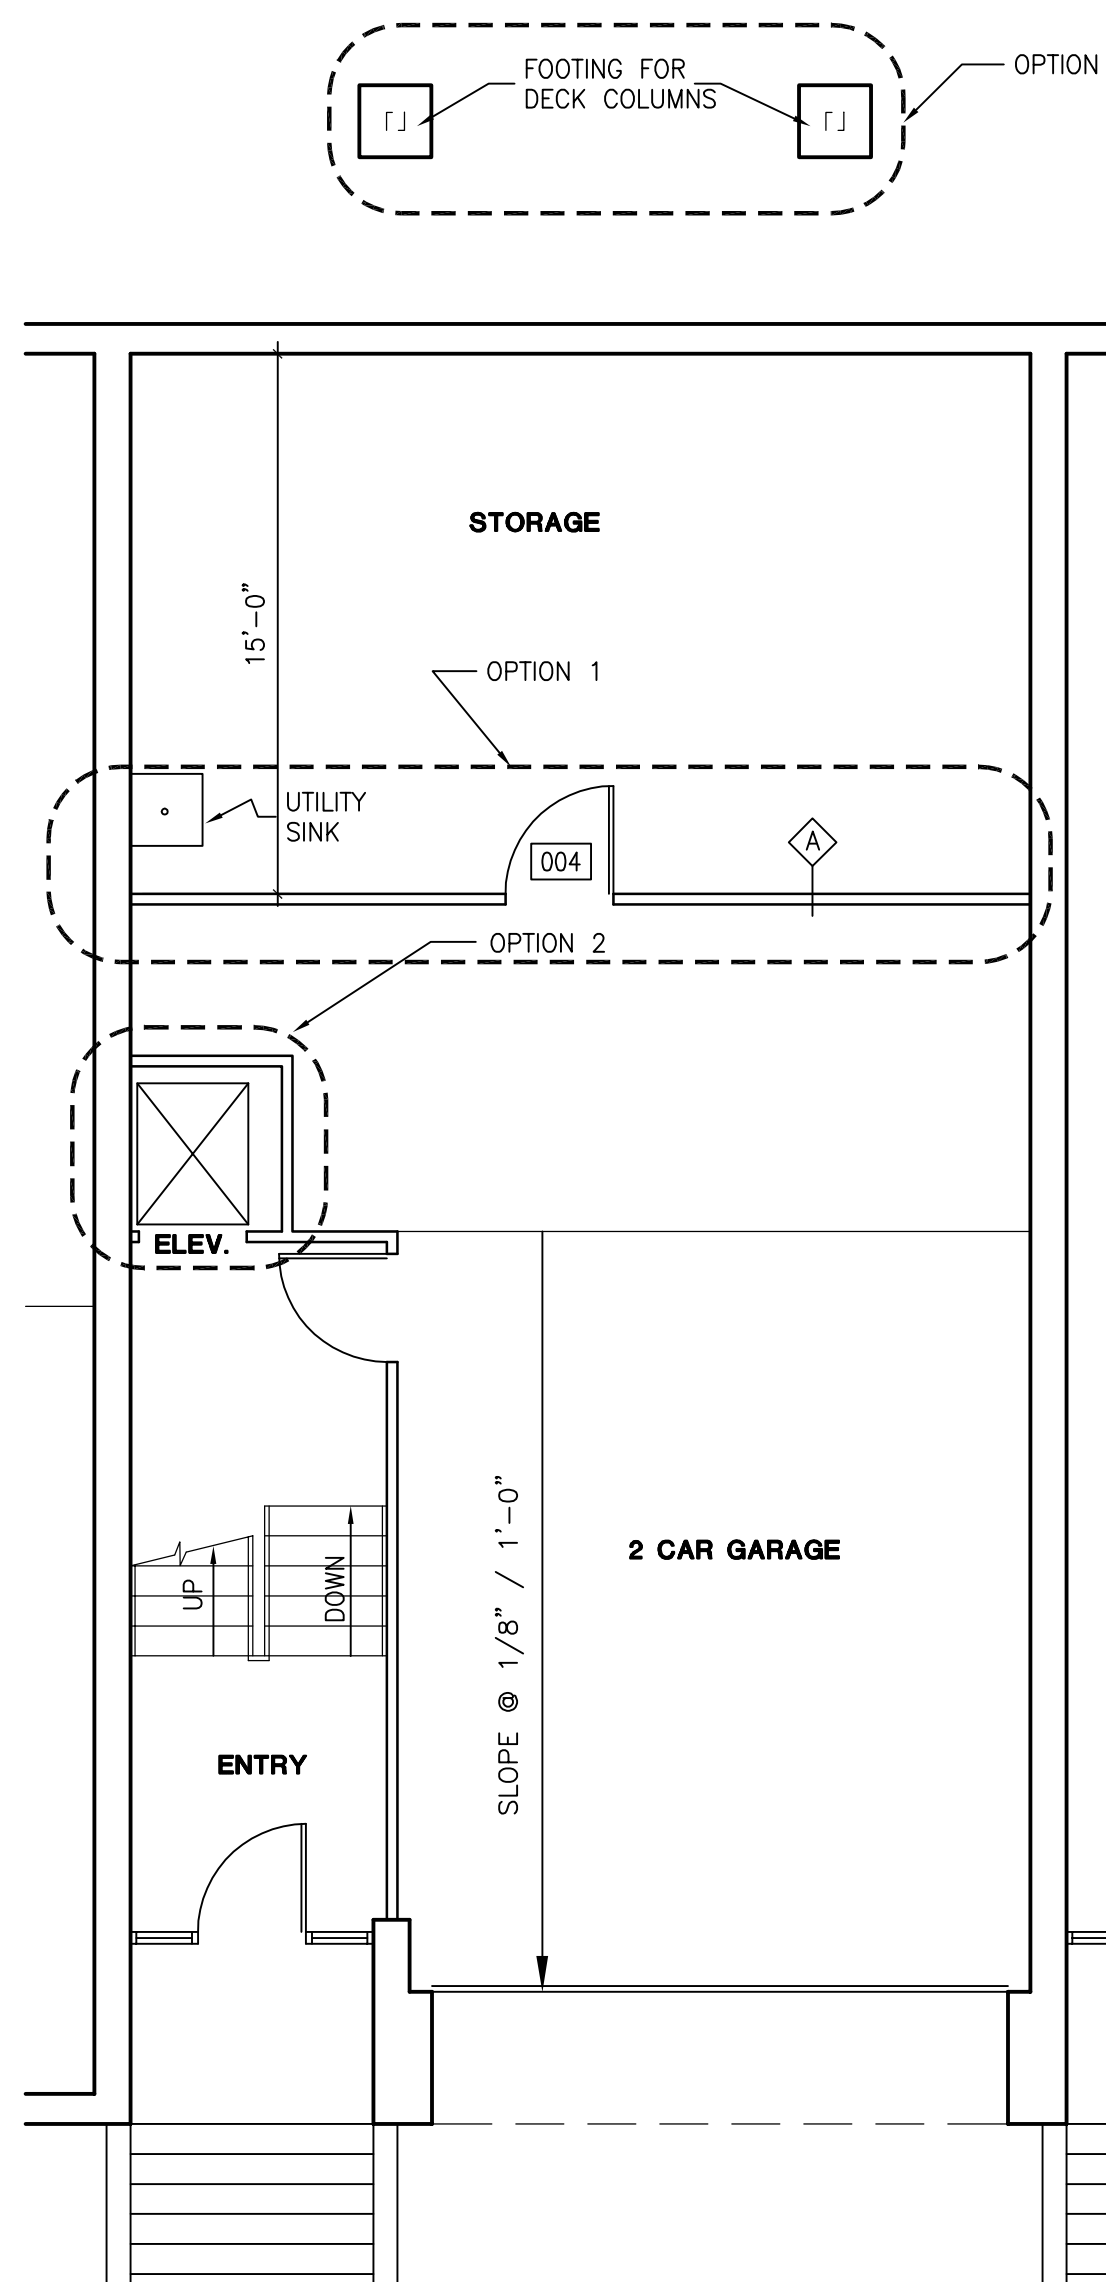 FOOTING FOR
DECK COLUMNS
OPTION
STORAGE
15'-0"
OPTION 1
UTILITY
SINK
004
A
OPTION 2
ELEV.
SLOPE @ 1/8" / 1'-0"
2 CAR GARAGE
UP
DOWN
ENTRY